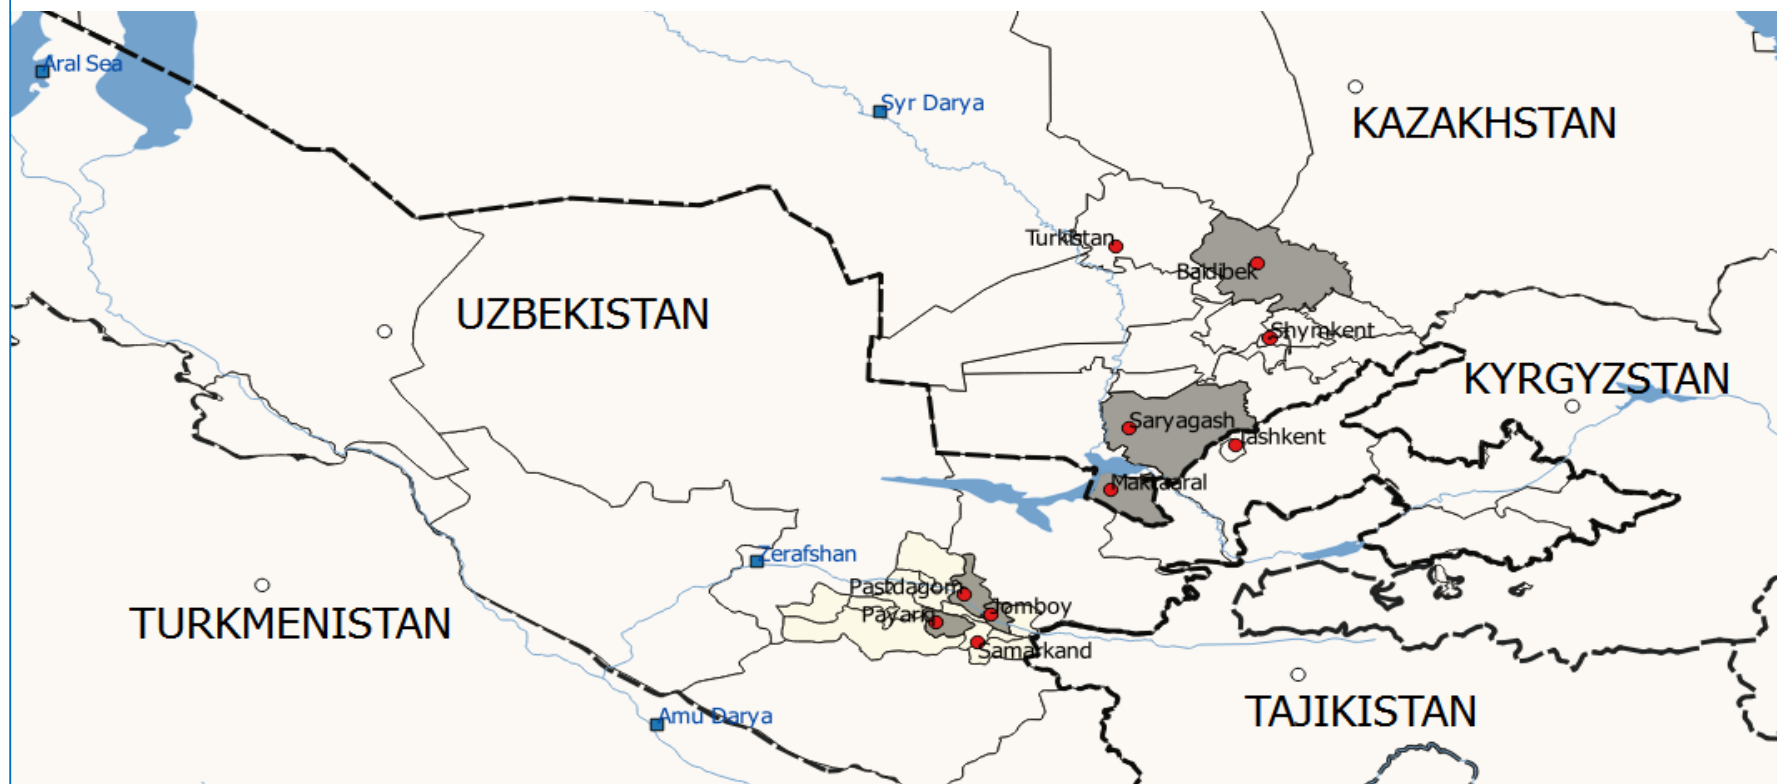 Aral Sea
Syr Darya
KAZAKHSTAN
Turkistan
Baidibek
UZBEKISTAN
Shymkent
KYRGYZSTAN
Saryagash
Tashkent
Maktaaral
Zerafshan
Pastdagom
Jomboy
Payariq
TURKMENISTAN
Samarkand
TAJIKISTAN
Amu Darya